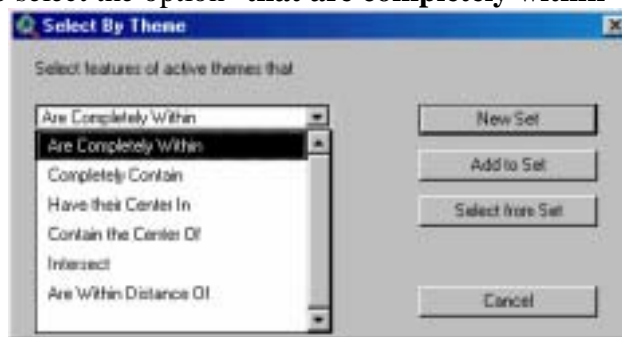 select the option "that are completely within"
Select By Theme
Select features of active themes that
Are Completely Within
New Set
Are Completely Within
Completely Contain
Add to Set
Have their Center In
Select from Set
Contain the Center Of
Intersect
Are Within Distance Of
Cancel